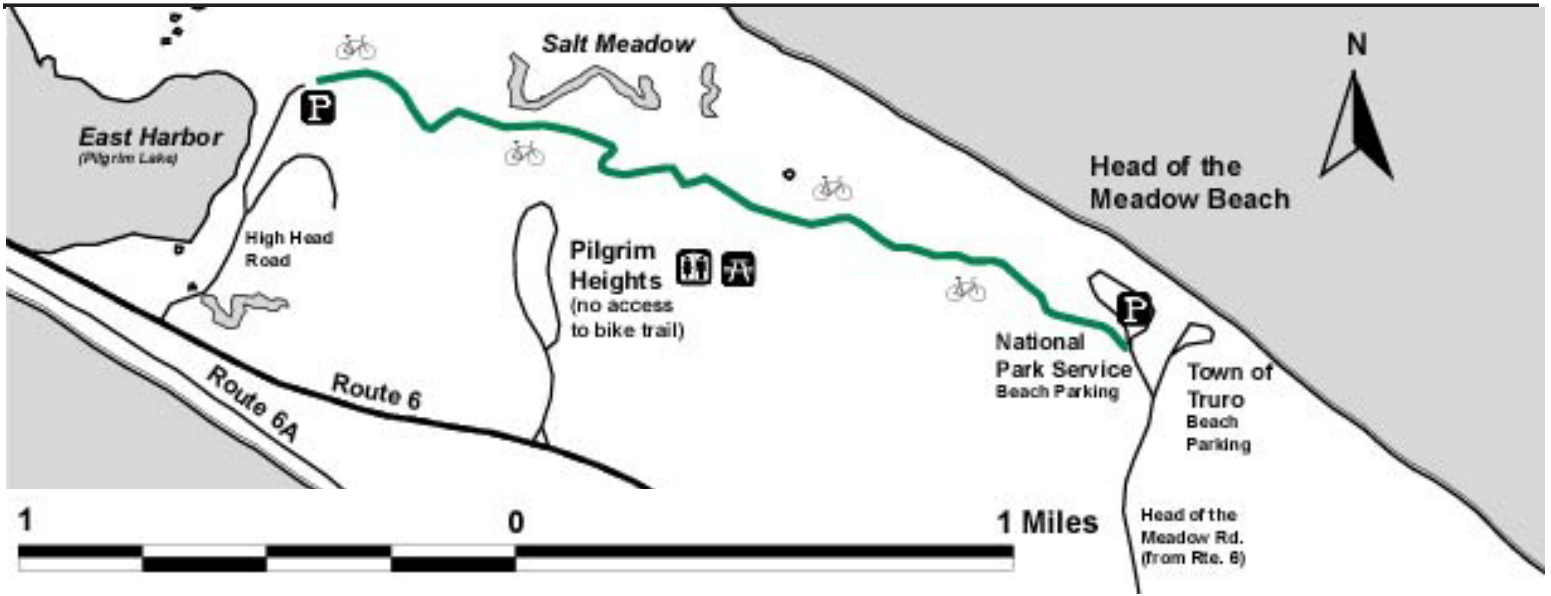 Salt Meadow
N
P
East Harbor
(Pilgrim Lake)
Head of the
Meadow Beach
High Head
Road
Pilgrim
Heights
(no access
to bike trail)
P
National
Park Service
Beach Parking
Town of
Truro
Beach
Parking
Route 6
Route 6A
1 0 1 Miles
Head of the
Meadow Rd.
(from Rte. 6)